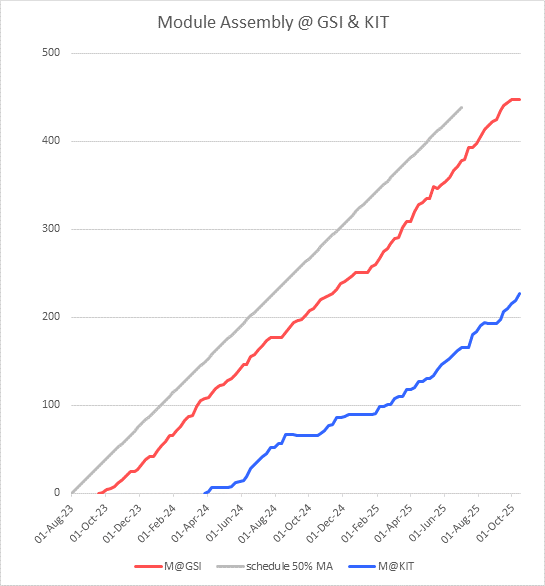 Module Assembly @ GSI & KIT
500
400
300
200
100
0
01-Aug-23 01-Oct-23 01-Dec-23 01-Feb-24 01-Apr-24 01-Jun-24 01-Aug-24 01-Oct-24 01-Dec-24 01-Feb-25 01-Apr-25 01-Jun-25 01-Aug-25 01-Oct-25
M@GSI schedule 50% MA M@KIT